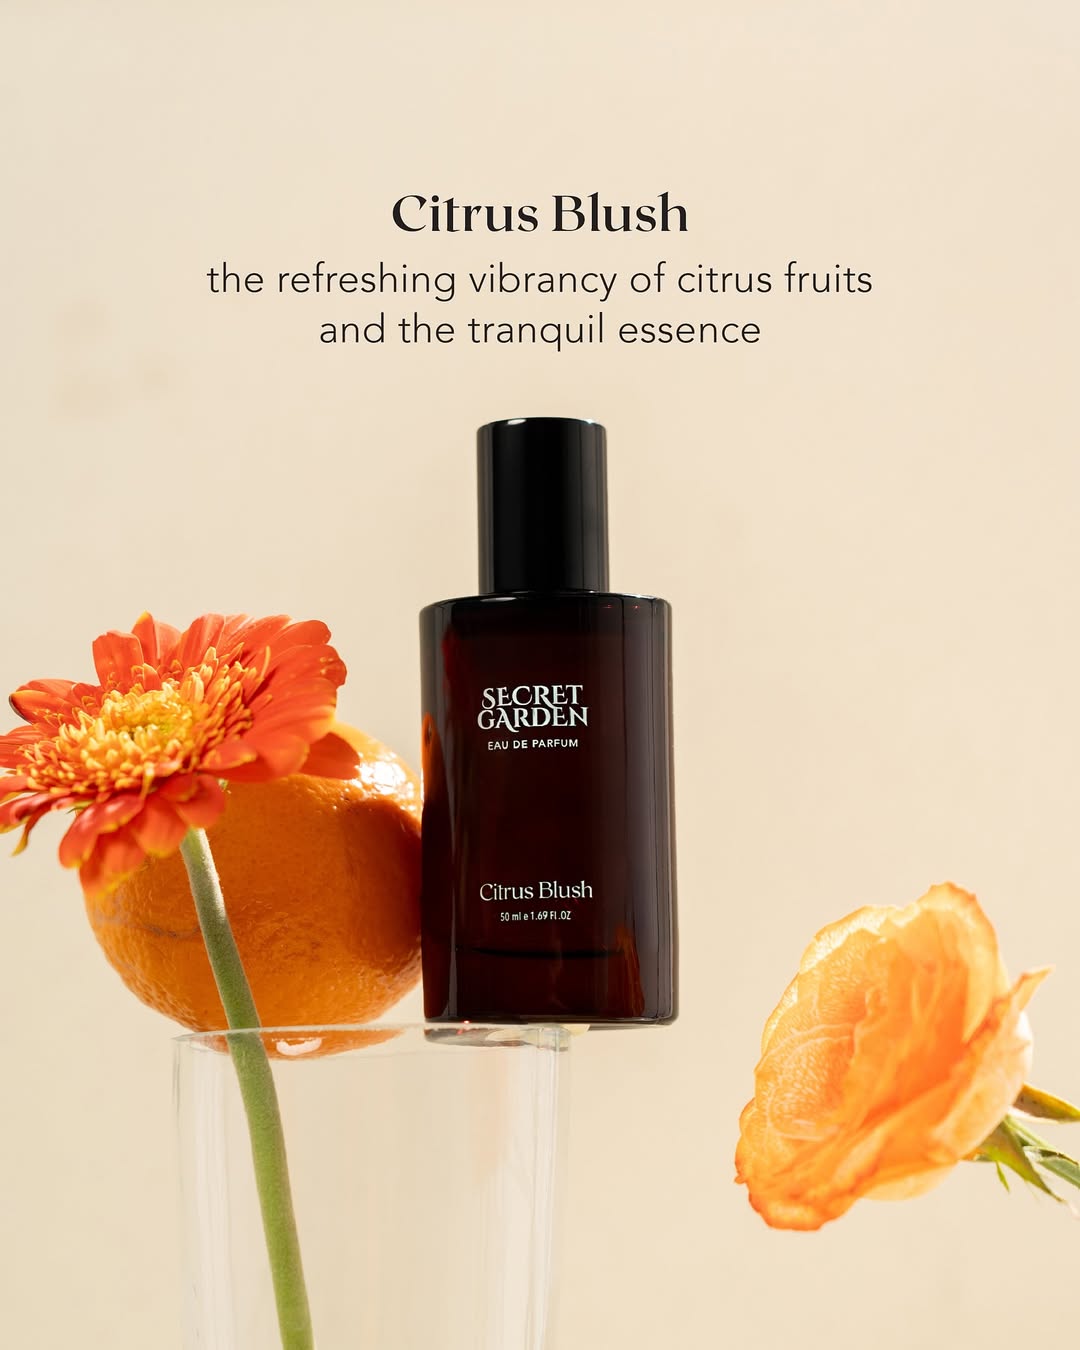 Citrus Blush
the refreshing vibrancy of citrus fruits
and the tranquil essence
SECRET
GARDEN
EAU DE PARFUM
Citrus Blush
50 ml e 1.69 Fl.OZ